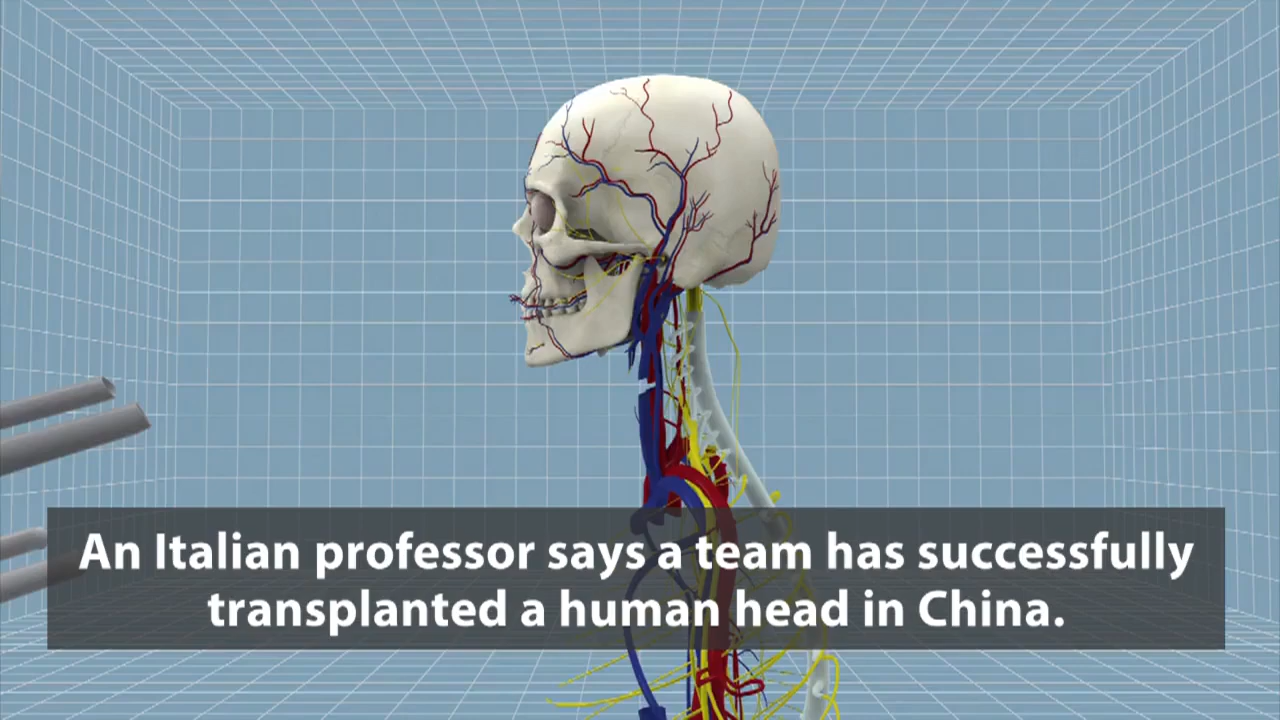 An Italian professor says a team has successfully
transplanted a human head in China.